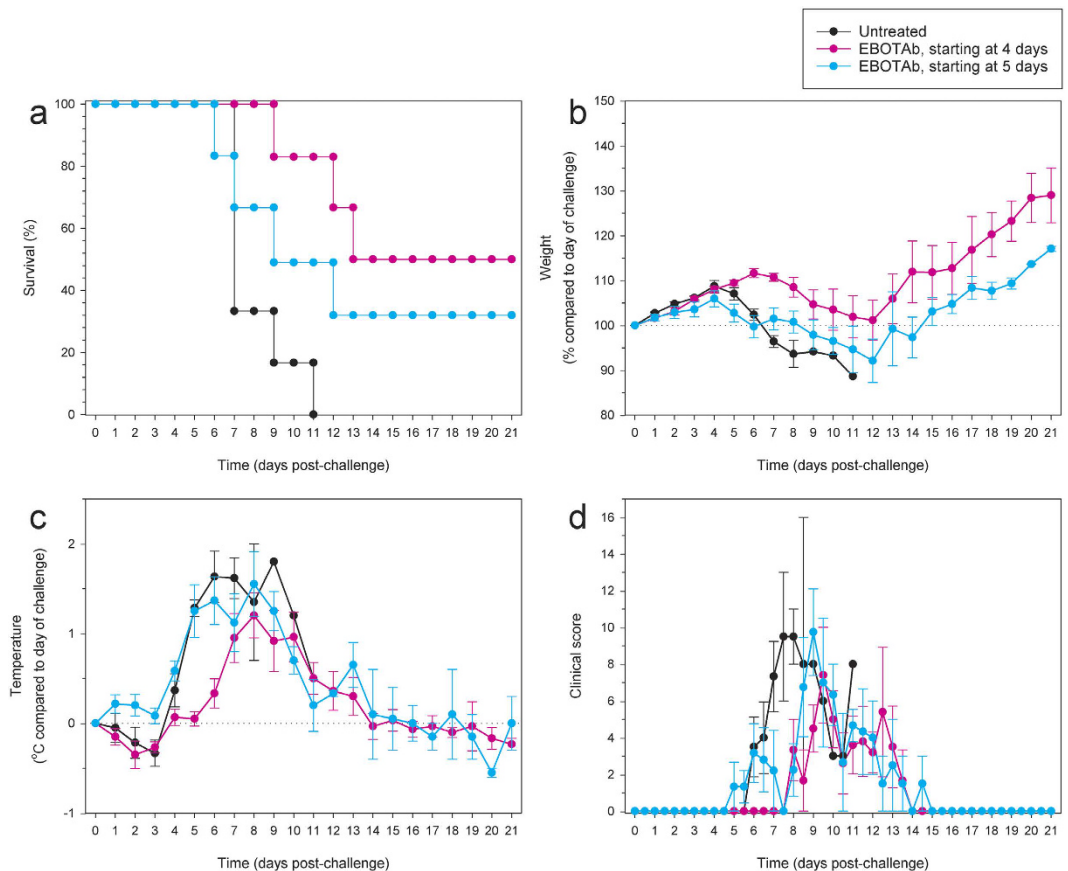 Untreated
EBOTAb, starting at 4 days
EBOTAb, starting at 5 days
a
100
80
60
40
20
0
Survival (%)
0 1 2 3 4 5 6 7 8 9 10 11 12 13 14 15 16 17 18 19 20 21
Time (days post-challenge)
b
150
140
130
120
110
100
90
80
Weight
(% compared to day of challenge)
0 1 2 3 4 5 6 7 8 9 10 11 12 13 14 15 16 17 18 19 20 21
Time (days post-challenge)
c
2
1
0
-1
Temperature
(°C compared to day of challenge)
0 1 2 3 4 5 6 7 8 9 10 11 12 13 14 15 16 17 18 19 20 21
Time (days post-challenge)
d
16
14
12
10
8
6
4
2
0
Clinical score
0 1 2 3 4 5 6 7 8 9 10 11 12 13 14 15 16 17 18 19 20 21
Time (days post-challenge)